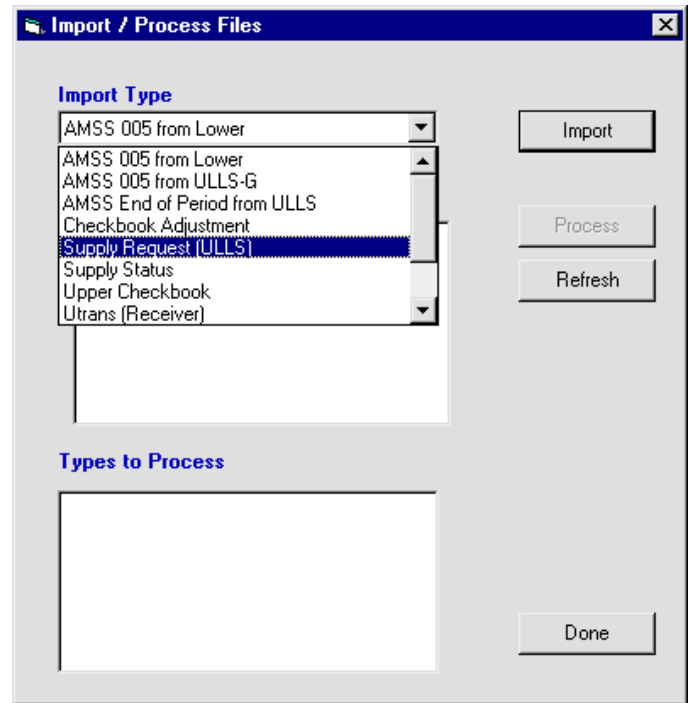 Import / Process Files
Import Type
AMSS 005 from Lower
Import
AMSS 005 from Lower
AMSS 005 from ULLS-G
AMSS End of Period from ULLS
Checkbook Adjustment
Process
Supply Request (ULLS)
Supply Status
Refresh
Upper Checkbook
Utrans (Receiver)
Types to Process
Done